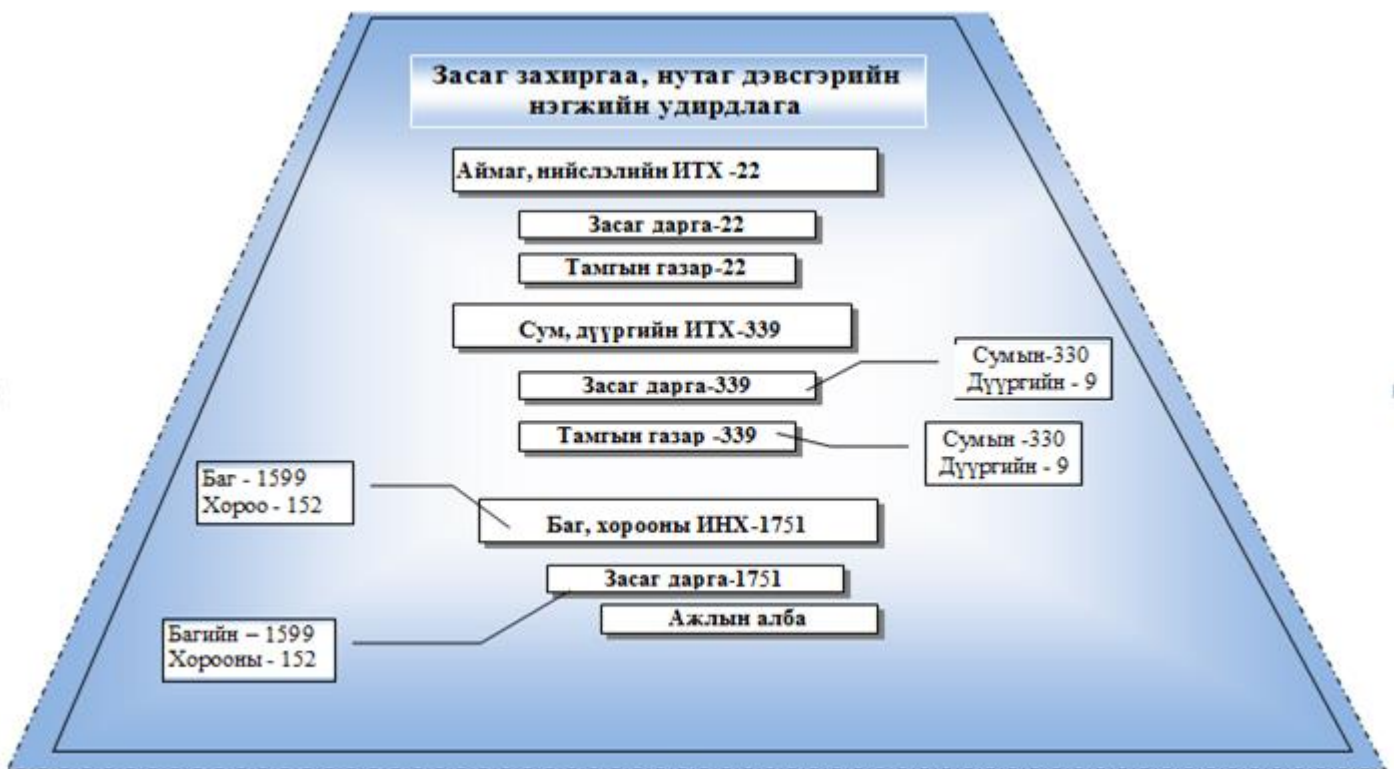 Засаг захиргаа, нутаг дэвсгэрийн
нэгжийн удирдлага
Аймаг, нийслэлийн ИТХ -22
Засаг дарга-22
Тамгын газар-22
Сум, дүүргийн ИТХ-339
Засаг дарга-339
Сумын-330
Дүүргийн - 9
Тамгын газар -339
Сумын -330
Дүүргийн - 9
Баг - 1599
Хороо - 152
Баг, хорооны ИНХ-1751
Засаг дарга-1751
Ажлын алба
Багийн – 1599
Хорооны - 152